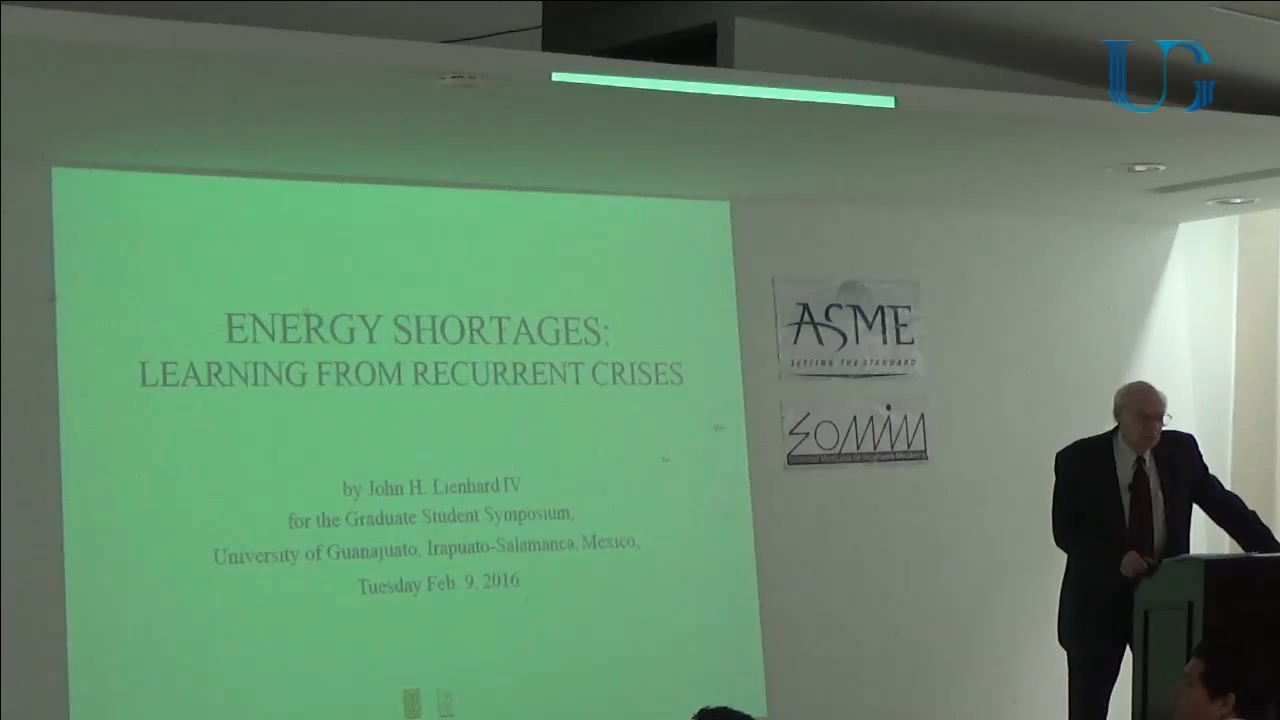 UG
ENERGY SHORTAGES:
LEARNING FROM RECURRENT CRISES
by John H. Lienhard IV
for the Graduate Student Symposium,
University of Guanajuato, Irapuato-Salamanca, Mexico,
Tuesday Feb. 9, 2016
ASME
SETTING THE STANDARD
SOMIM